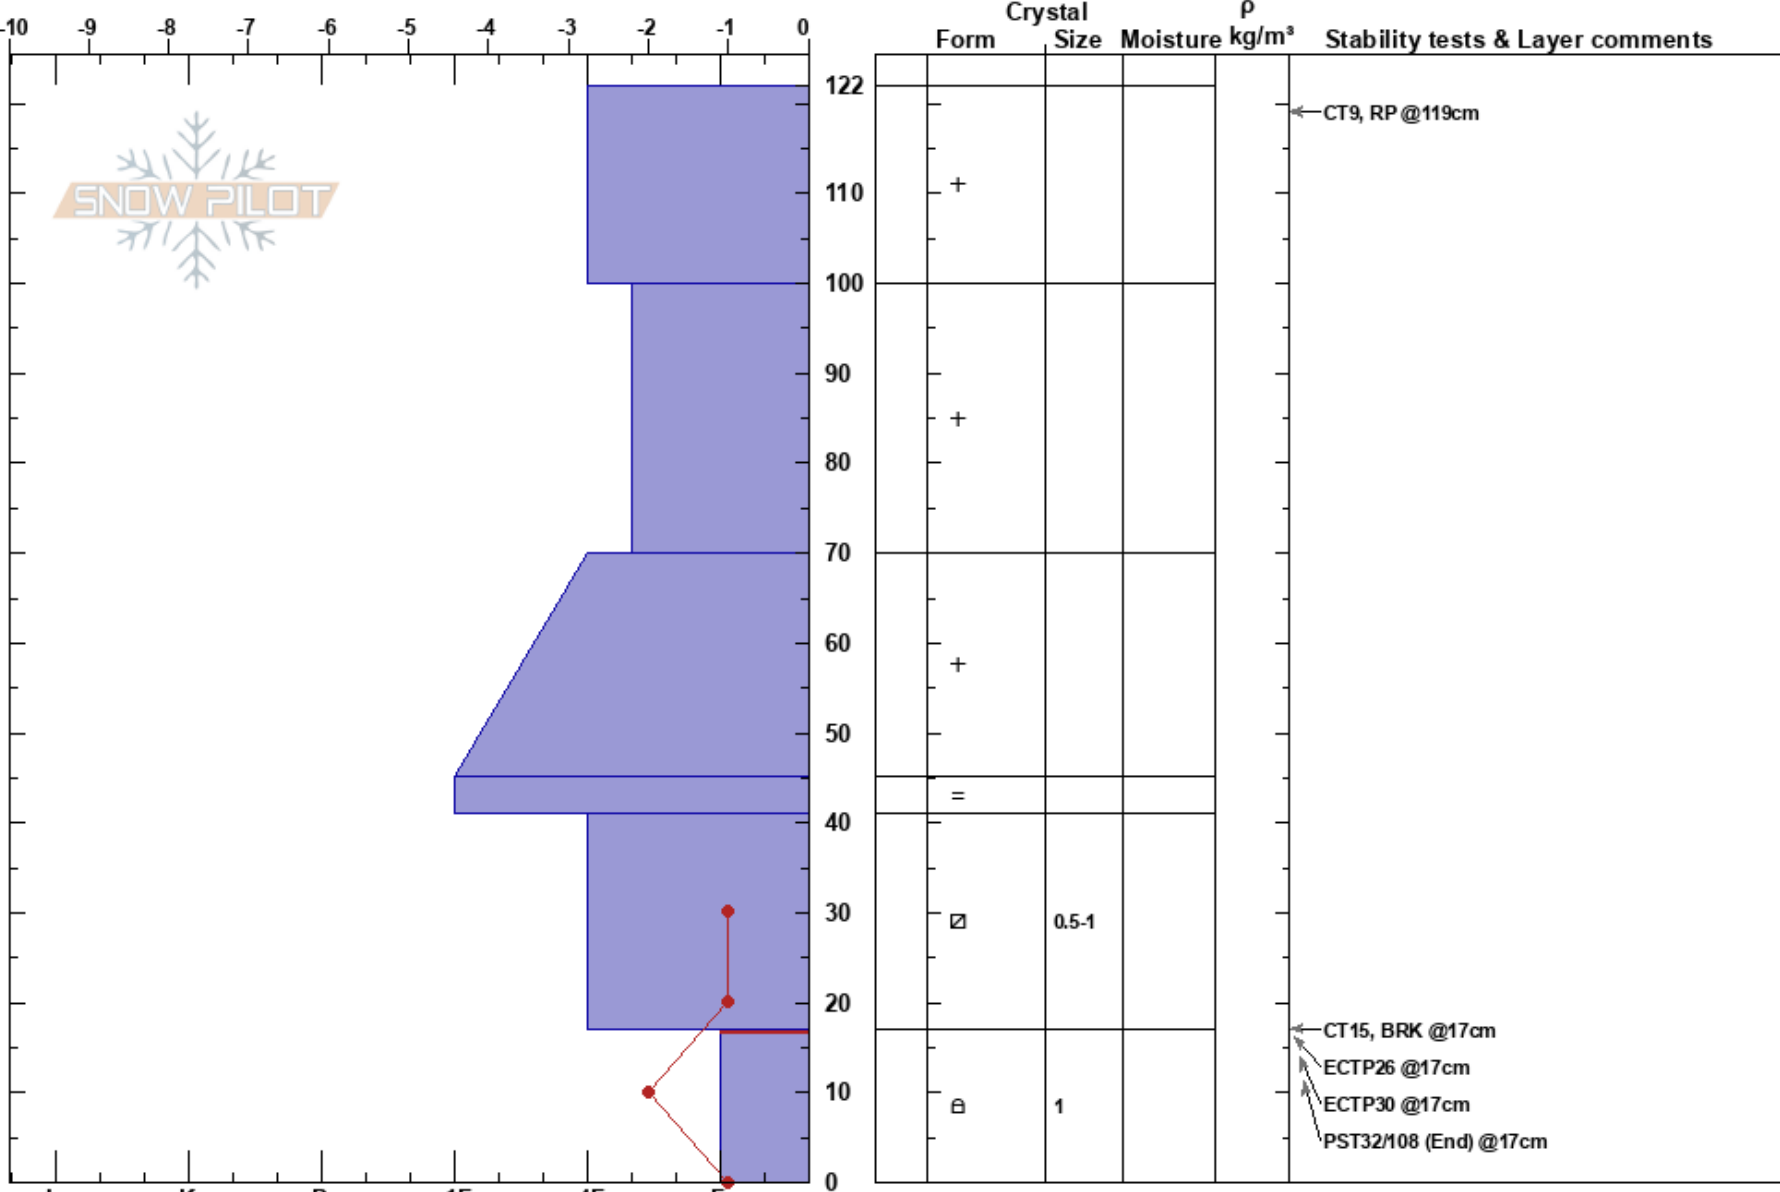 -10 -9 -8 -7 -6 -5 -4 -3 -2 -1 0
Crystal ρ
Form Size Moisture kg/m³ Stability tests & Layer comments
122
CT9, RP @119cm
SNOW PILOT
110
+
100
90
+
80
70
60
+
50
=
40
30
0.5-1
20
CT15, BRK @17cm
ECTP26 @17cm
10
1
ECTP30 @17cm
PST32/108 (End) @17cm
0